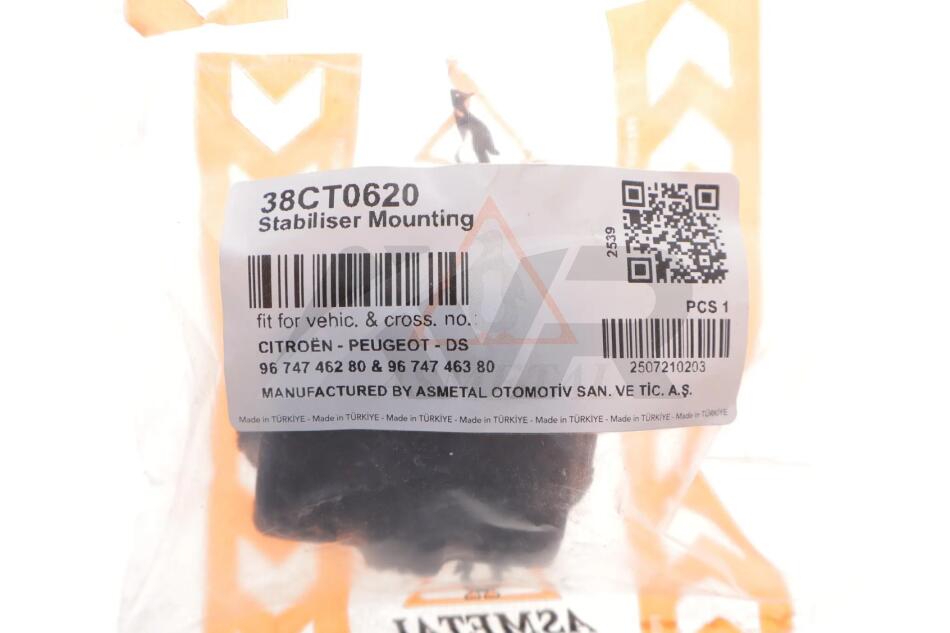 38CT0620
Stabiliser Mounting
2539
fit for vehic. & cross. no.:
PCS 1
CITROËN - PEUGEOT - DS
96 747 462 80 & 96 747 463 80
2507210203
MANUFACTURED BY ASMETAL OTOMOTİV SAN. VE TİC. A.Ş.
Made in TÜRKİYE - Made in TÜRKİYE - Made in TÜRKİYE - Made in TÜRKİYE - Made in TÜRKİYE - Made in TÜRKİYE - Made in TÜRKİYE
ASMETAL